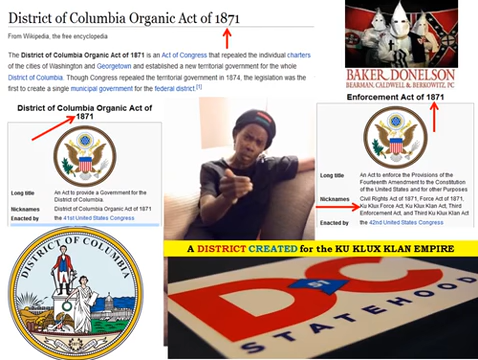 District of Columbia Organic Act of 1871
From Wikipedia, the free encyclopedia
The District of Columbia Organic Act of 1871 is an Act of Congress that repealed the individual charters
of the cities of Washington and Georgetown and established a new territorial government for the whole
District of Columbia. Though Congress repealed the territorial government in 1874, the legislation was the
first to create a single municipal government for the federal district.[1]
BAKER DONELSON
BEARMAN, CALDWELL & BERKOWITZ, PC
District of Columbia Organic Act of
1871
Long title An Act to provide a Government for the
District of Columbia.
Nicknames District of Columbia Organic Act of 1871
Enacted by the 41st United States Congress
Enforcement Act of 1871
Long title An Act to enforce the Provisions of the
Fourteenth Amendment to the Constitution
of the United States and for other Purposes
Nicknames Civil Rights Act of 1871, Force Act of 1871,
Ku Klux Force Act, Ku Klux Klan Act, Third
Enforcement Act, and Third Ku Klux Klan Act
Enacted by the 42nd United States Congress
DISTRICT OF COLUMBIA
A DISTRICT CREATED for the KU KLUX KLAN EMPIRE
DC
51
STATEHOOD